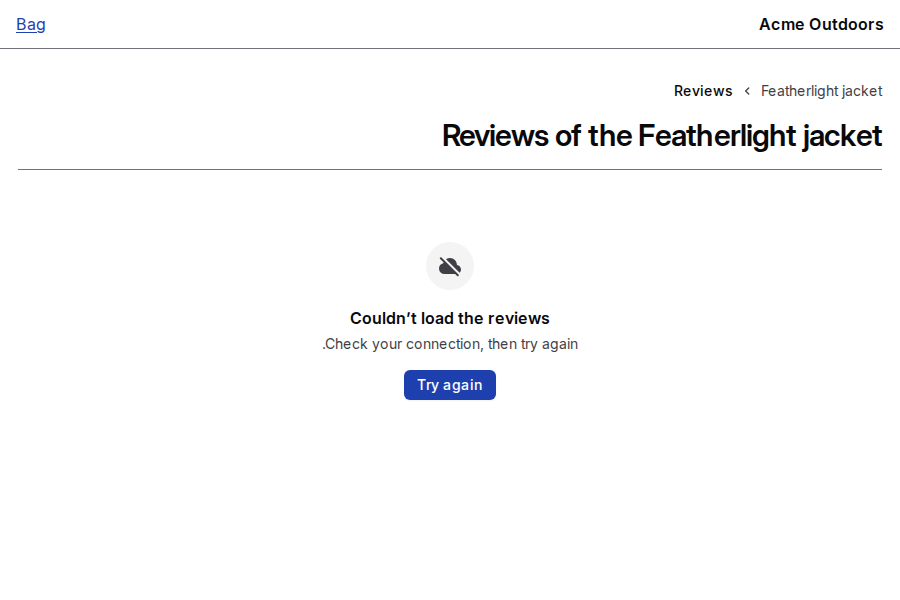 Acme Outdoors
Bag
Featherlight jacket
Reviews
Reviews of the Featherlight jacket
Couldn’t load the reviews
.Check your connection, then try again
Try again